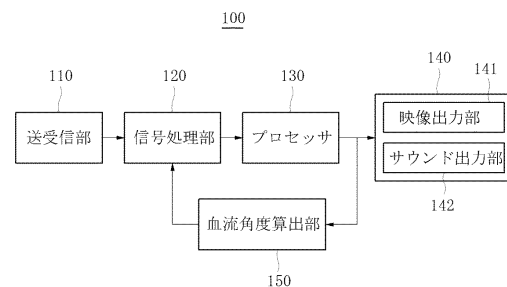 100
110
120
130
140
141
送受信部
信号処理部
プロセッサ
映像出力部
サウンド出力部
142
血流角度算出部
150